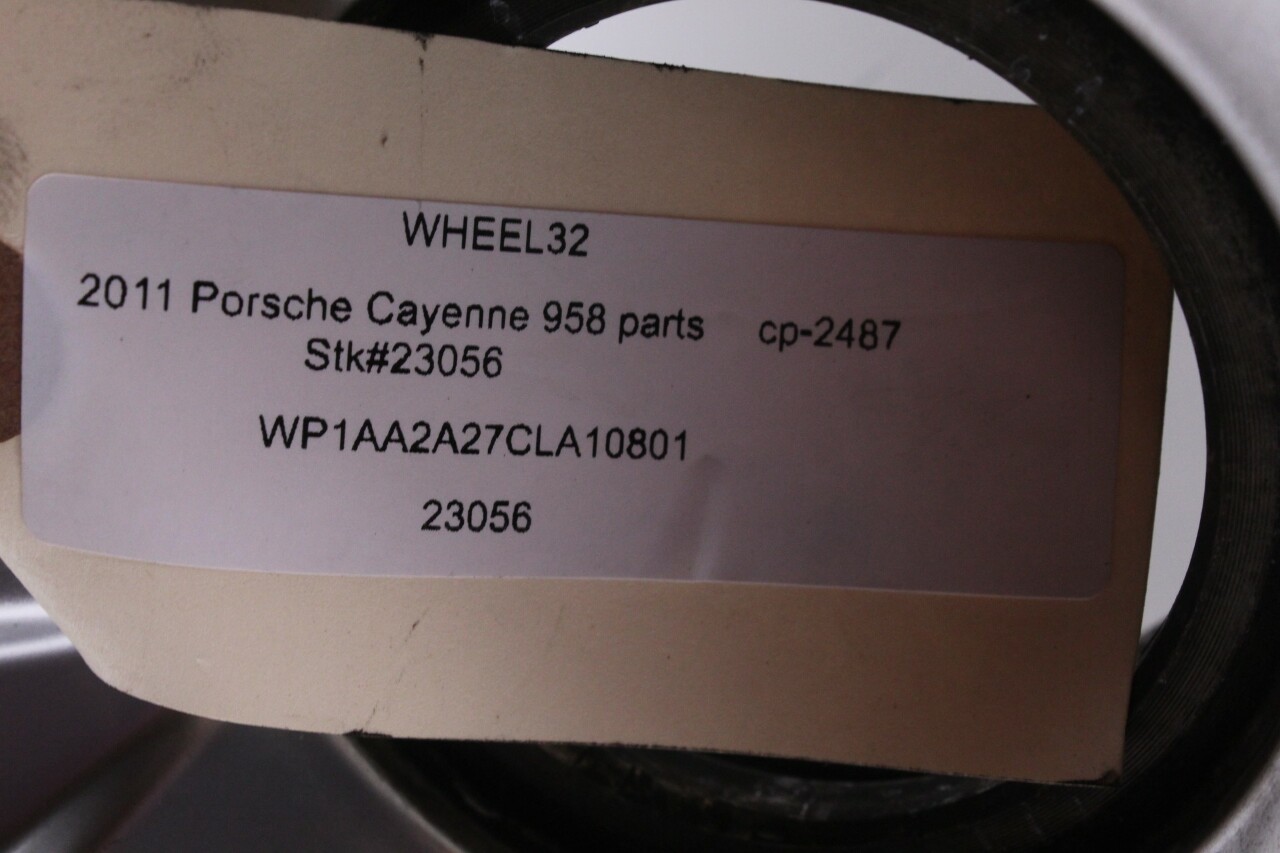 WHEEL32
2011 Porsche Cayenne 958 parts cp-2487
Stk#23056
WP1AA2A27CLA10801
23056